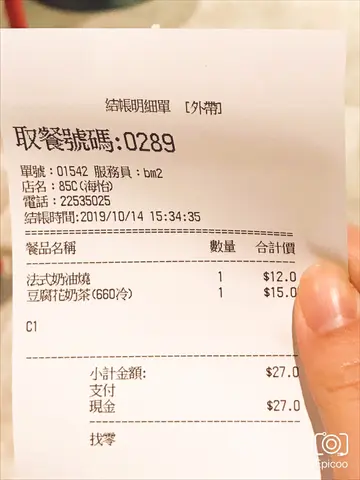 結帳明細單 [外帶]
取餐號碼:0289
單號：01542 服務員：bm2
店名：85C(海怡)
電話：22535025
結帳時間:2019/10/14 15:34:35
餐品名稱 數量 合計價
法式奶油燒 1 $12.0
豆腐花奶茶(660冷) 1 $15.0
C1
小計金額: $27.0
支付
現金 $27.0
找零
Epicoo